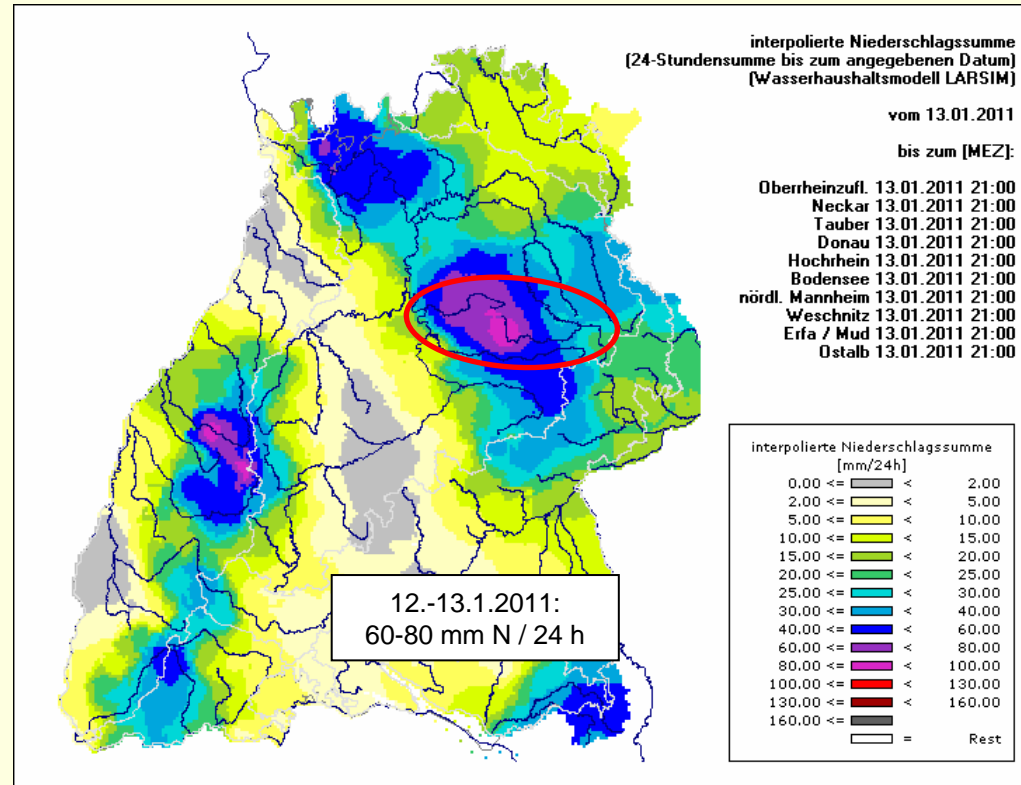 interpolierte Niederschlagssumme
(24-Stundensumme bis zum angegebenen Datum)
(Wasserhaushaltsmodell LARSIM)
vom 13.01.2011
bis zum (MEZ):
Oberrheinzufl. 13.01.2011 21:00
Neckar 13.01.2011 21:00
Tauber 13.01.2011 21:00
Donau 13.01.2011 21:00
Hochrhein 13.01.2011 21:00
Bodensee 13.01.2011 21:00
nördl. Mannheim 13.01.2011 21:00
Weschnitz 13.01.2011 21:00
Erfa / Mud 13.01.2011 21:00
Ostalb 13.01.2011 21:00
12.-13.1.2011:
60-80 mm N / 24 h
interpolierte Niederschlagssumme
[mm/24h]
0.00 <= < 2.00
2.00 <= < 5.00
5.00 <= < 10.00
10.00 <= < 15.00
15.00 <= < 20.00
20.00 <= < 25.00
25.00 <= < 30.00
30.00 <= < 40.00
40.00 <= < 60.00
60.00 <= < 80.00
80.00 <= < 100.00
100.00 <= < 130.00
130.00 <= < 160.00
160.00 <=
= Rest